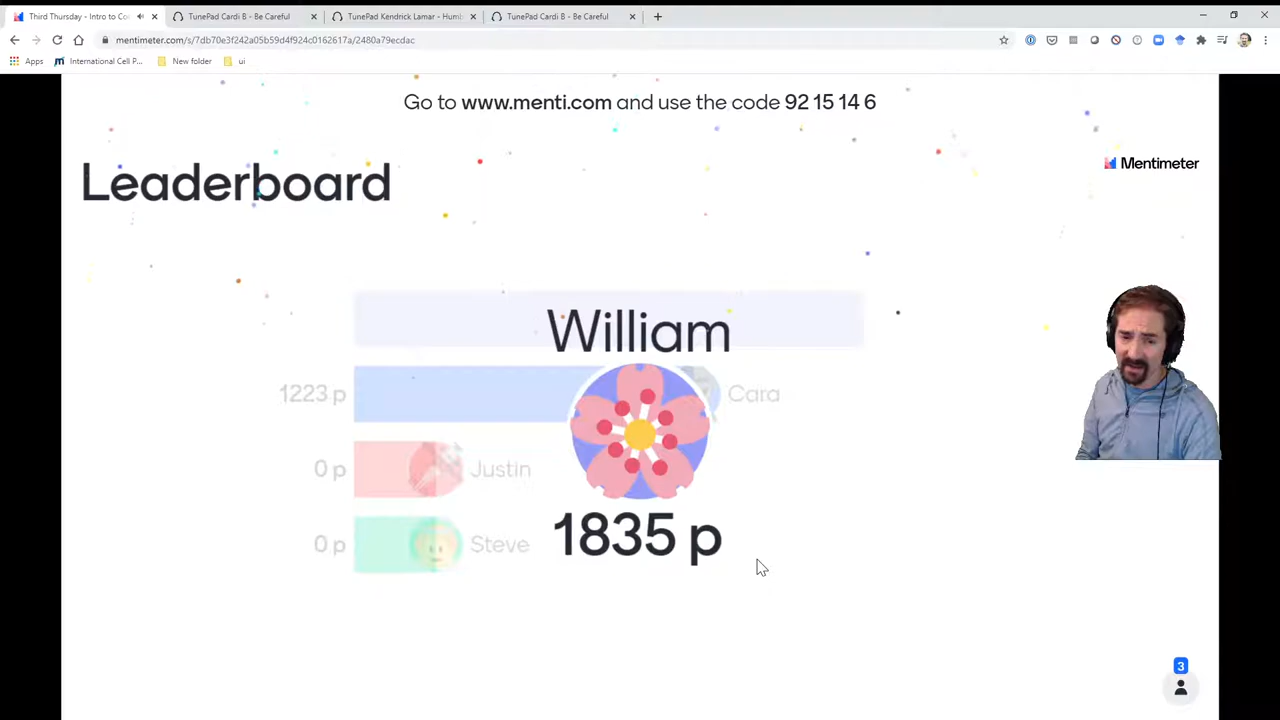 Third Thursday - Intro to Co
TunePad Cardi B - Be Careful
TunePad Kendrick Lamar - Humb
TunePad Cardi B - Be Careful
mentimeter.com/s/7db70e3f242a05b59d4f924c0162617a/2480a79ecdac
Apps
International Cell P...
New folder
ui
Go to www.menti.com and use the code 92 15 14 6
Leaderboard
Mentimeter
William
1223 p
Cara
0 p
Justin
1835 p
0 p
Steve
3